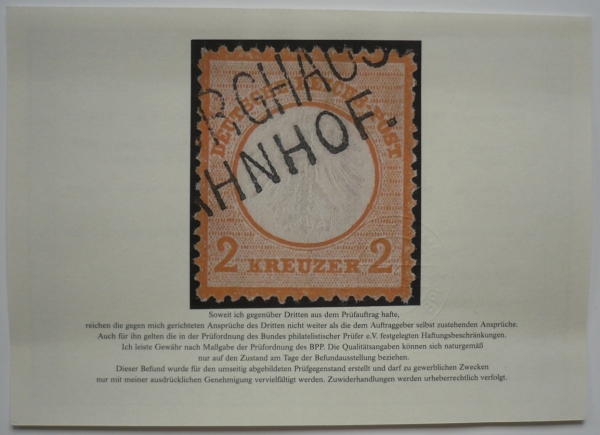 RGHAUS
DEUTSCHE REICHS-POST
AHNHOF.
2 KREUZER 2
Soweit ich gegenüber Dritten aus dem Prüfauftrag hafte,
reichen die gegen mich gerichteten Ansprüche des Dritten nicht weiter als die dem Auftraggeber selbst zustehenden Ansprüche.
Auch für ihn gelten die in der Prüfordnung des Bundes philatelistischer Prüfer e.V. festgelegten Haftungsbeschränkungen.
Ich leiste Gewähr nach Maßgabe der Prüfordnung des BPP. Die Qualitätsangaben können sich naturgemäß
nur auf den Zustand am Tage der Befundausstellung beziehen.
Dieser Befund wurde für den umseitig abgebildeten Prüfgegenstand erstellt und darf zu gewerblichen Zwecken
nur mit meiner ausdrücklichen Genehmigung vervielfältigt werden. Zuwiderhandlungen werden urheberrechtlich verfolgt.